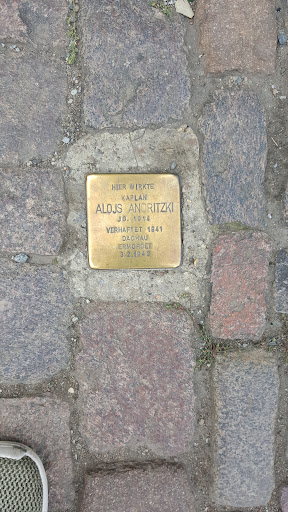 HIER WIRKTE
KAPLAN
ALOJS ANDRITZKI
JG. 1914
VERHAFTET 1941
DACHAU
ERMORDET
3.2.1943